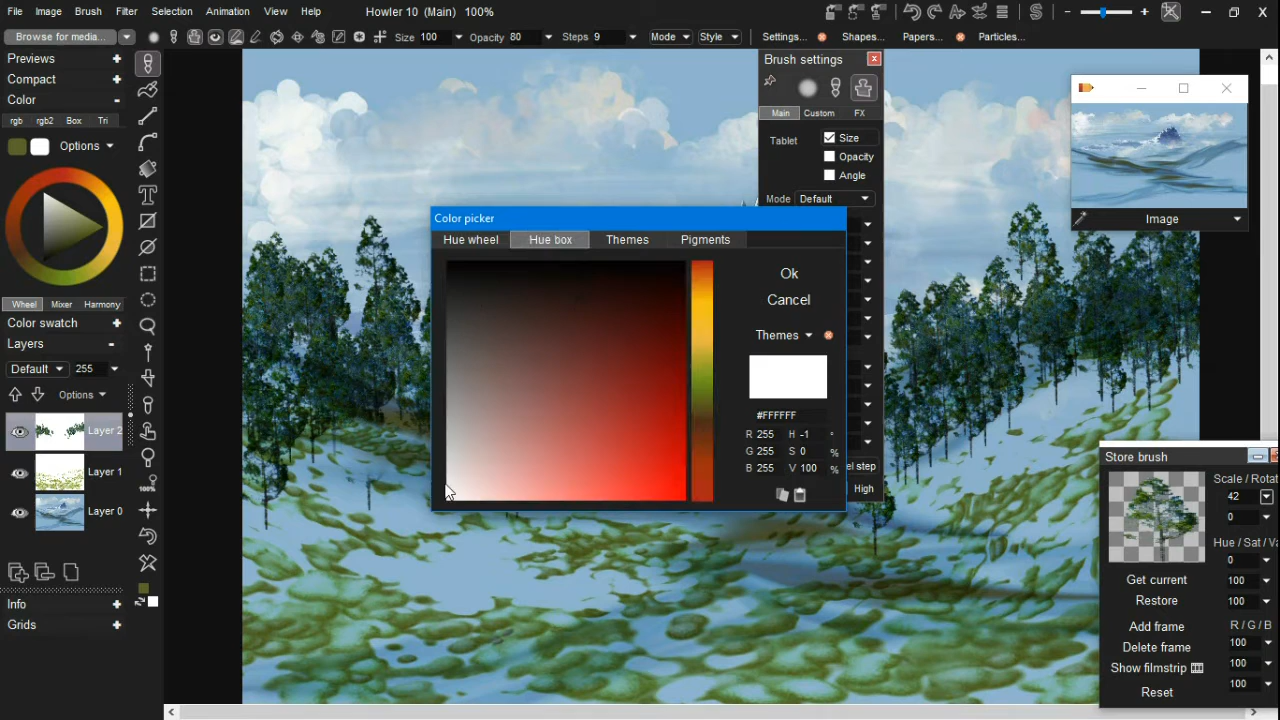 File Image Brush Filter Selection Animation View Help Howler 10 (Main) 100%
Browse for media... Size 100 Opacity 80 Steps 9 Mode Style Settings... Shapes... Papers... Particles...
Previews
Compact
Color
rgb rgb2 Box Tri
Options
Wheel Mixer Harmony
Color swatch
Layers
Default 255
Options
Layer 2
Layer 1
Layer 0
Info
Grids
100%
Brush settings
Main Custom FX
Tablet Size
Opacity
Angle
Mode Default
el step
High
Color picker
Hue wheel Hue box Themes Pigments
Ok
Cancel
Themes
#FFFFFF
R 255 H -1 °
G 255 S 0 %
B 255 V 100 %
Image
Store brush
Scale / Rotat
42
0
Hue / Sat / Va
0
Get current 100
Restore 100
Add frame R / G / B
Delete frame 100
Show filmstrip 100
Reset 100